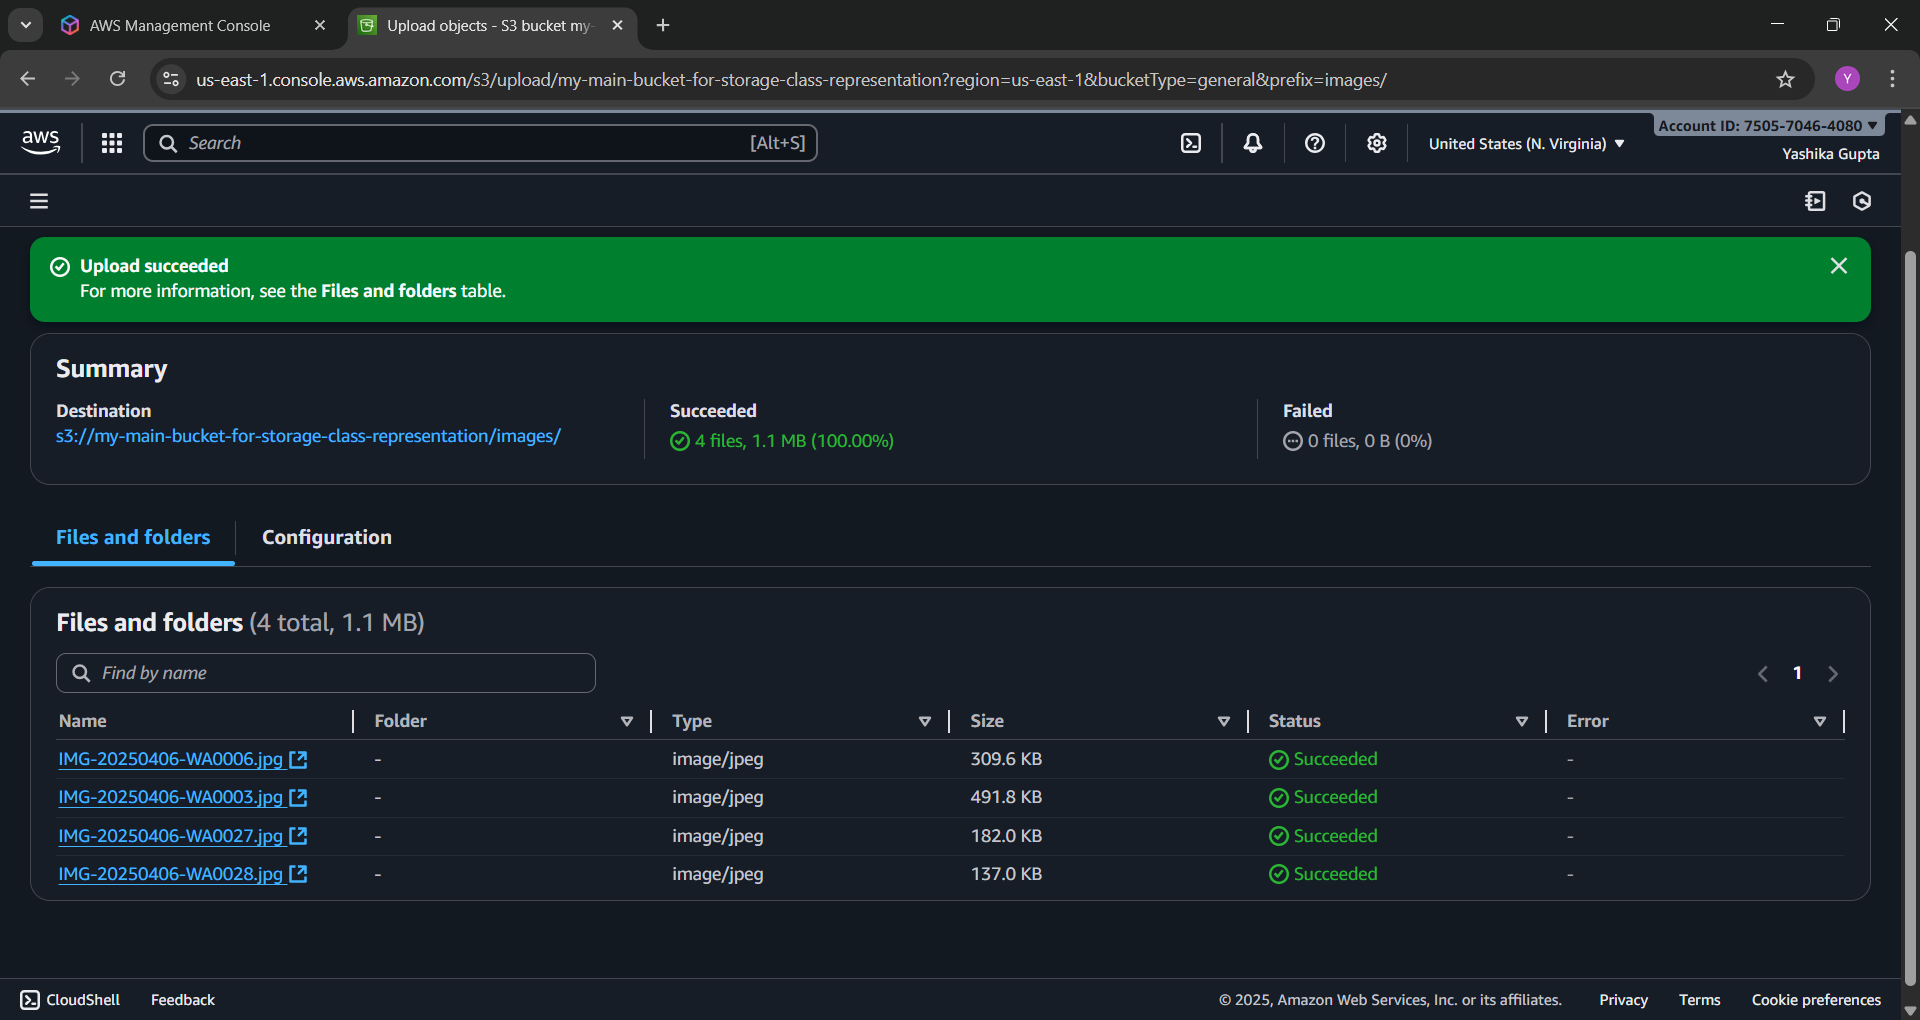 AWS Management Console
Upload objects - S3 bucket my-
us-east-1.console.aws.amazon.com/s3/upload/my-main-bucket-for-storage-class-representation?region=us-east-1&bucketType=general&prefix=images/
Y
aws
Search
[Alt+S]
United States (N. Virginia)
Account ID: 7505-7046-4080
Yashika Gupta
Upload succeeded
For more information, see the Files and folders table.
Summary
Destination
s3://my-main-bucket-for-storage-class-representation/images/
Succeeded
4 files, 1.1 MB (100.00%)
Failed
0 files, 0 B (0%)
Files and folders
Configuration
Files and folders (4 total, 1.1 MB)
Find by name
1
Name Folder Type Size Status Error
IMG-20250406-WA0006.jpg - image/jpeg 309.6 KB Succeeded -
IMG-20250406-WA0003.jpg - image/jpeg 491.8 KB Succeeded -
IMG-20250406-WA0027.jpg - image/jpeg 182.0 KB Succeeded -
IMG-20250406-WA0028.jpg - image/jpeg 137.0 KB Succeeded -
CloudShell Feedback © 2025, Amazon Web Services, Inc. or its affiliates. Privacy Terms Cookie preferences